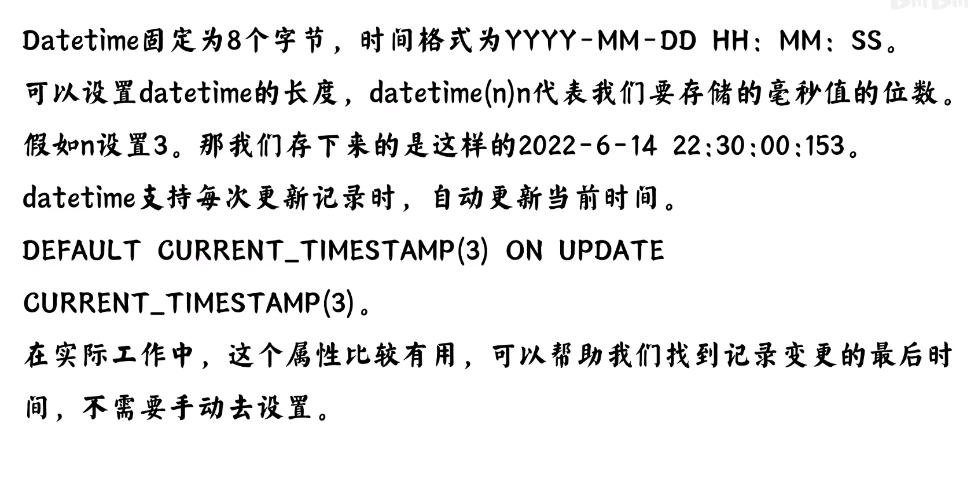 Datetime固定为8个字节，时间格式为YYYY-MM-DD HH：MM：SS。
可以设置datetime的长度，datetime(n)n代表我们要存储的毫秒值的位数。
假如n设置3。那我们存下来的是这样的2022-6-14 22:30:00:153。
datetime支持每次更新记录时，自动更新当前时间。
DEFAULT CURRENT_TIMESTAMP(3) ON UPDATE
CURRENT_TIMESTAMP(3)。
在实际工作中，这个属性比较有用，可以帮助我们找到记录变更的最后时
间，不需要手动去设置。